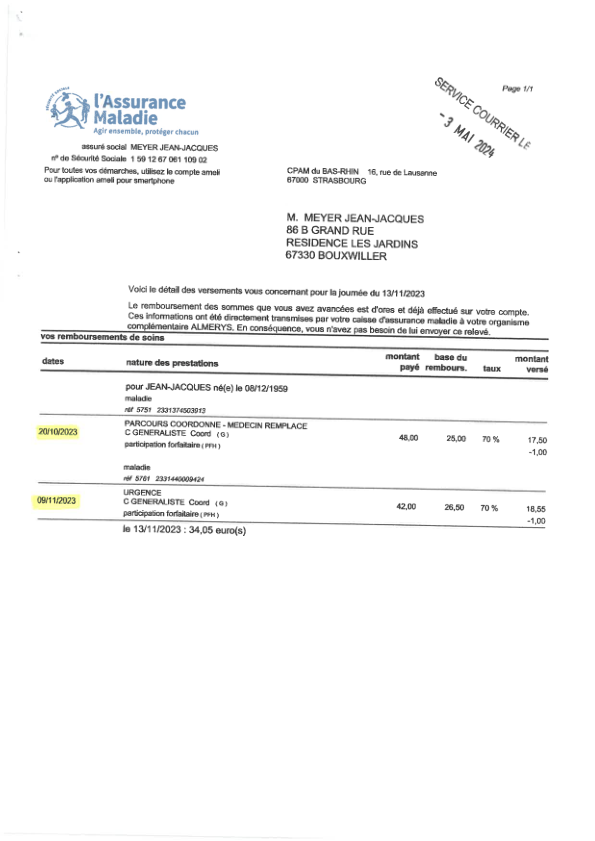 Page 1/1
SÉCURITÉ SOCIALE
l'Assurance
Maladie
Agir ensemble, protéger chacun
SERVICE COURRIER LE
- 3 MAI 2024
assuré social MEYER JEAN-JACQUES
n° de Sécurité Sociale 1 59 12 67 061 109 02
Pour toutes vos démarches, utilisez le compte ameli
ou l'application ameli pour smartphone
CPAM du BAS-RHIN 16, rue de Lausanne
67000 STRASBOURG
M. MEYER JEAN-JACQUES
86 B GRAND RUE
RESIDENCE LES JARDINS
67330 BOUXWILLER
Voici le détail des versements vous concernant pour la journée du 13/11/2023
Le remboursement des sommes que vous avez avancées est d'ores et déjà effectué sur votre compte.
Ces informations ont été directement transmises par votre caisse d'assurance maladie à votre organisme
complémentaire ALMERYS. En conséquence, vous n'avez pas besoin de lui envoyer ce relevé.
vos remboursements de soins
dates nature des prestations montant payé base du rembours. taux montant versé
pour JEAN-JACQUES né(e) le 08/12/1959
maladie
réf 5751 2331374503913
PARCOURS COORDONNE - MEDECIN REMPLACE
20/10/2023 C GENERALISTE Coord ( G ) 48,00 25,00 70 % 17,50
participation forfaitaire ( PFH ) -1,00
maladie
réf 5761 2331440009424
URGENCE
09/11/2023 C GENERALISTE Coord ( G ) 42,00 26,50 70 % 18,55
participation forfaitaire ( PFH ) -1,00
le 13/11/2023 : 34,05 euro(s)